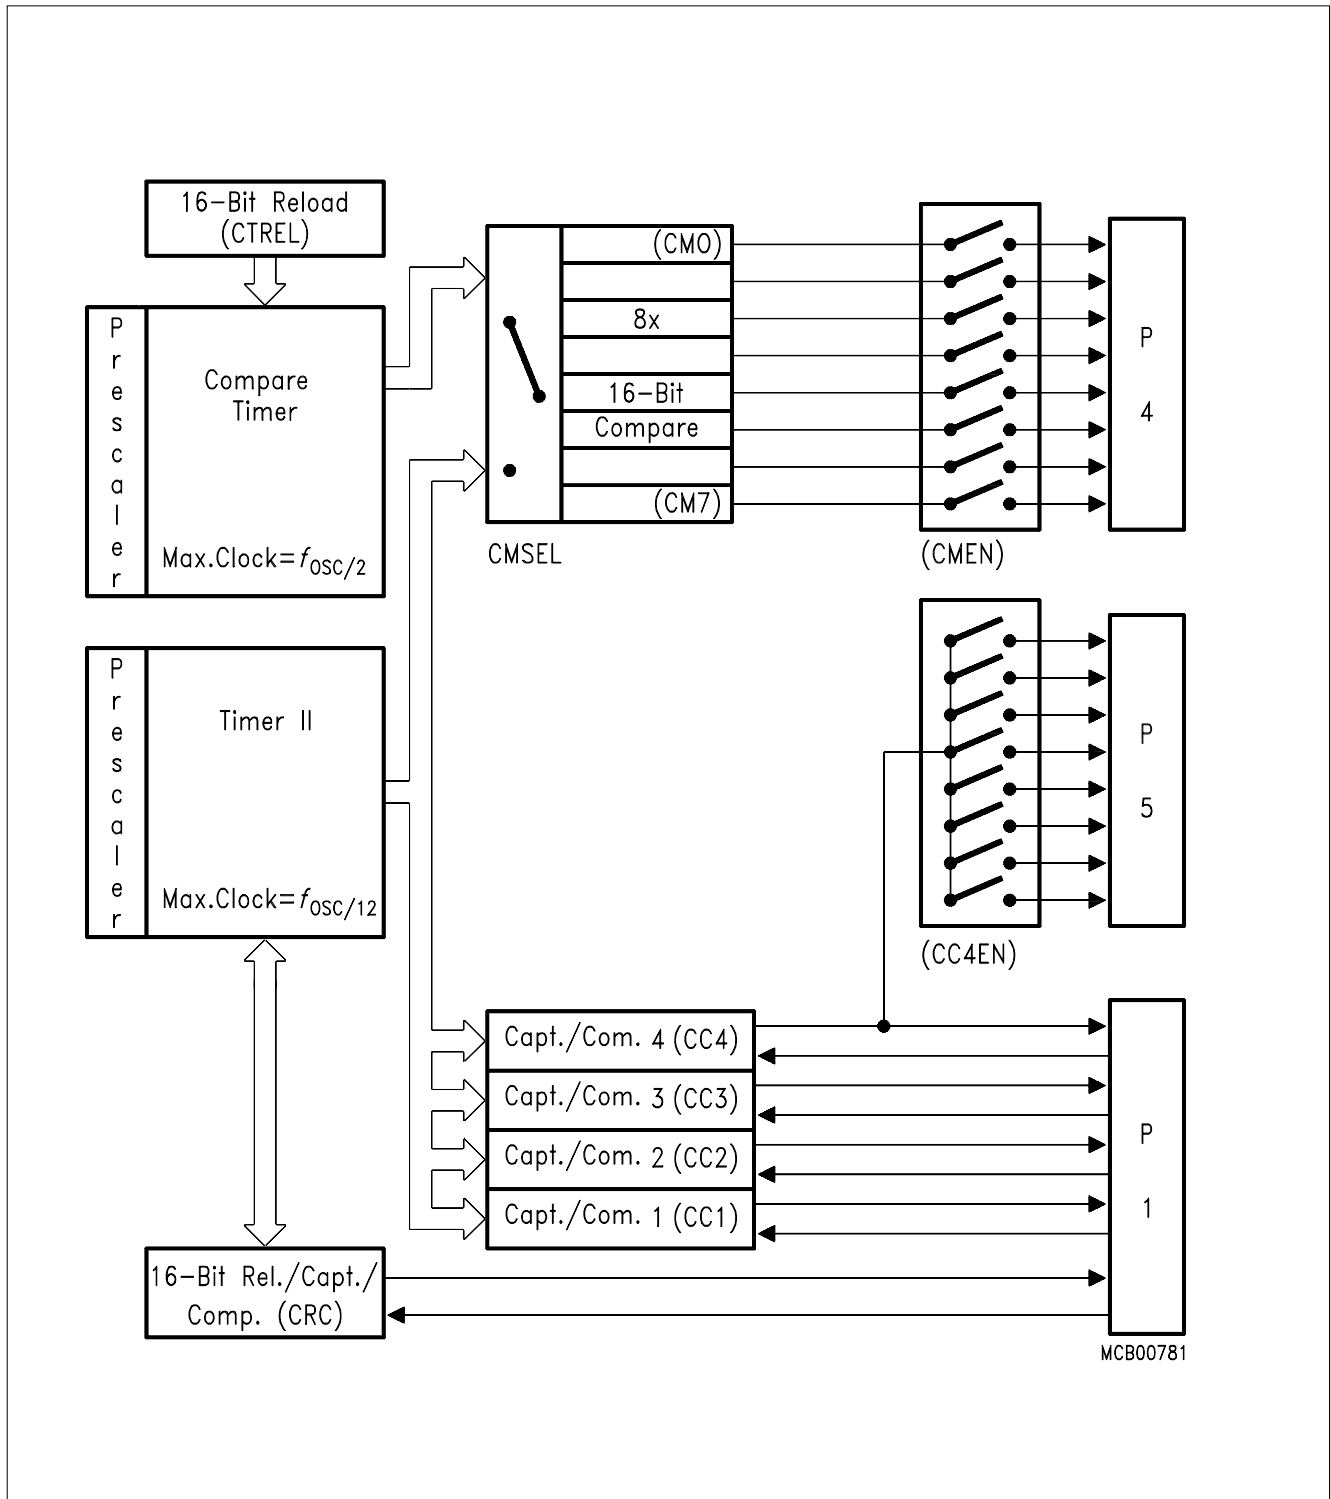 16-Bit Reload
(CTREL)
Prescaler
Compare
Timer
Max.Clock=fOSC/2
(CM0)
8x
16-Bit
Compare
(CM7)
CMSEL
(CMEN)
P
4
Prescaler
Timer II
Max.Clock=fOSC/12
P
5
(CC4EN)
Capt./Com. 4 (CC4)
Capt./Com. 3 (CC3)
Capt./Com. 2 (CC2)
Capt./Com. 1 (CC1)
P
1
16-Bit Rel./Capt./
Comp. (CRC)
MCB00781